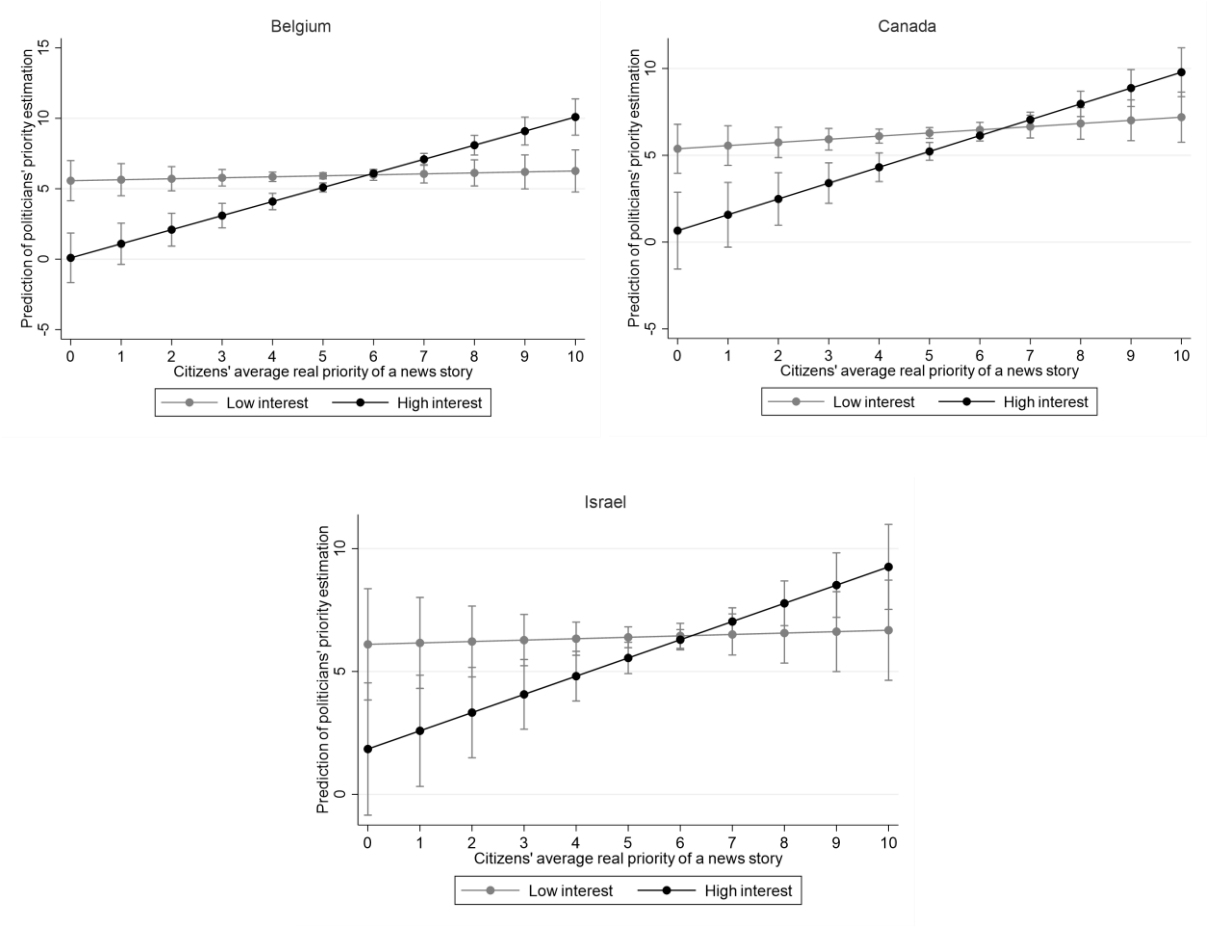 Belgium
Prediction of politicians' priority estimation
15
10
5
0
-5
0 1 2 3 4 5 6 7 8 9 10
Citizens' average real priority of a news story
Low interest High interest
Canada
Prediction of politicians' priority estimation
10
5
0
-5
0 1 2 3 4 5 6 7 8 9 10
Citizens' average real priority of a news story
Low interest High interest
Israel
Prediction of politicians' priority estimation
10
5
0
0 1 2 3 4 5 6 7 8 9 10
Citizens' average real priority of a news story
Low interest High interest